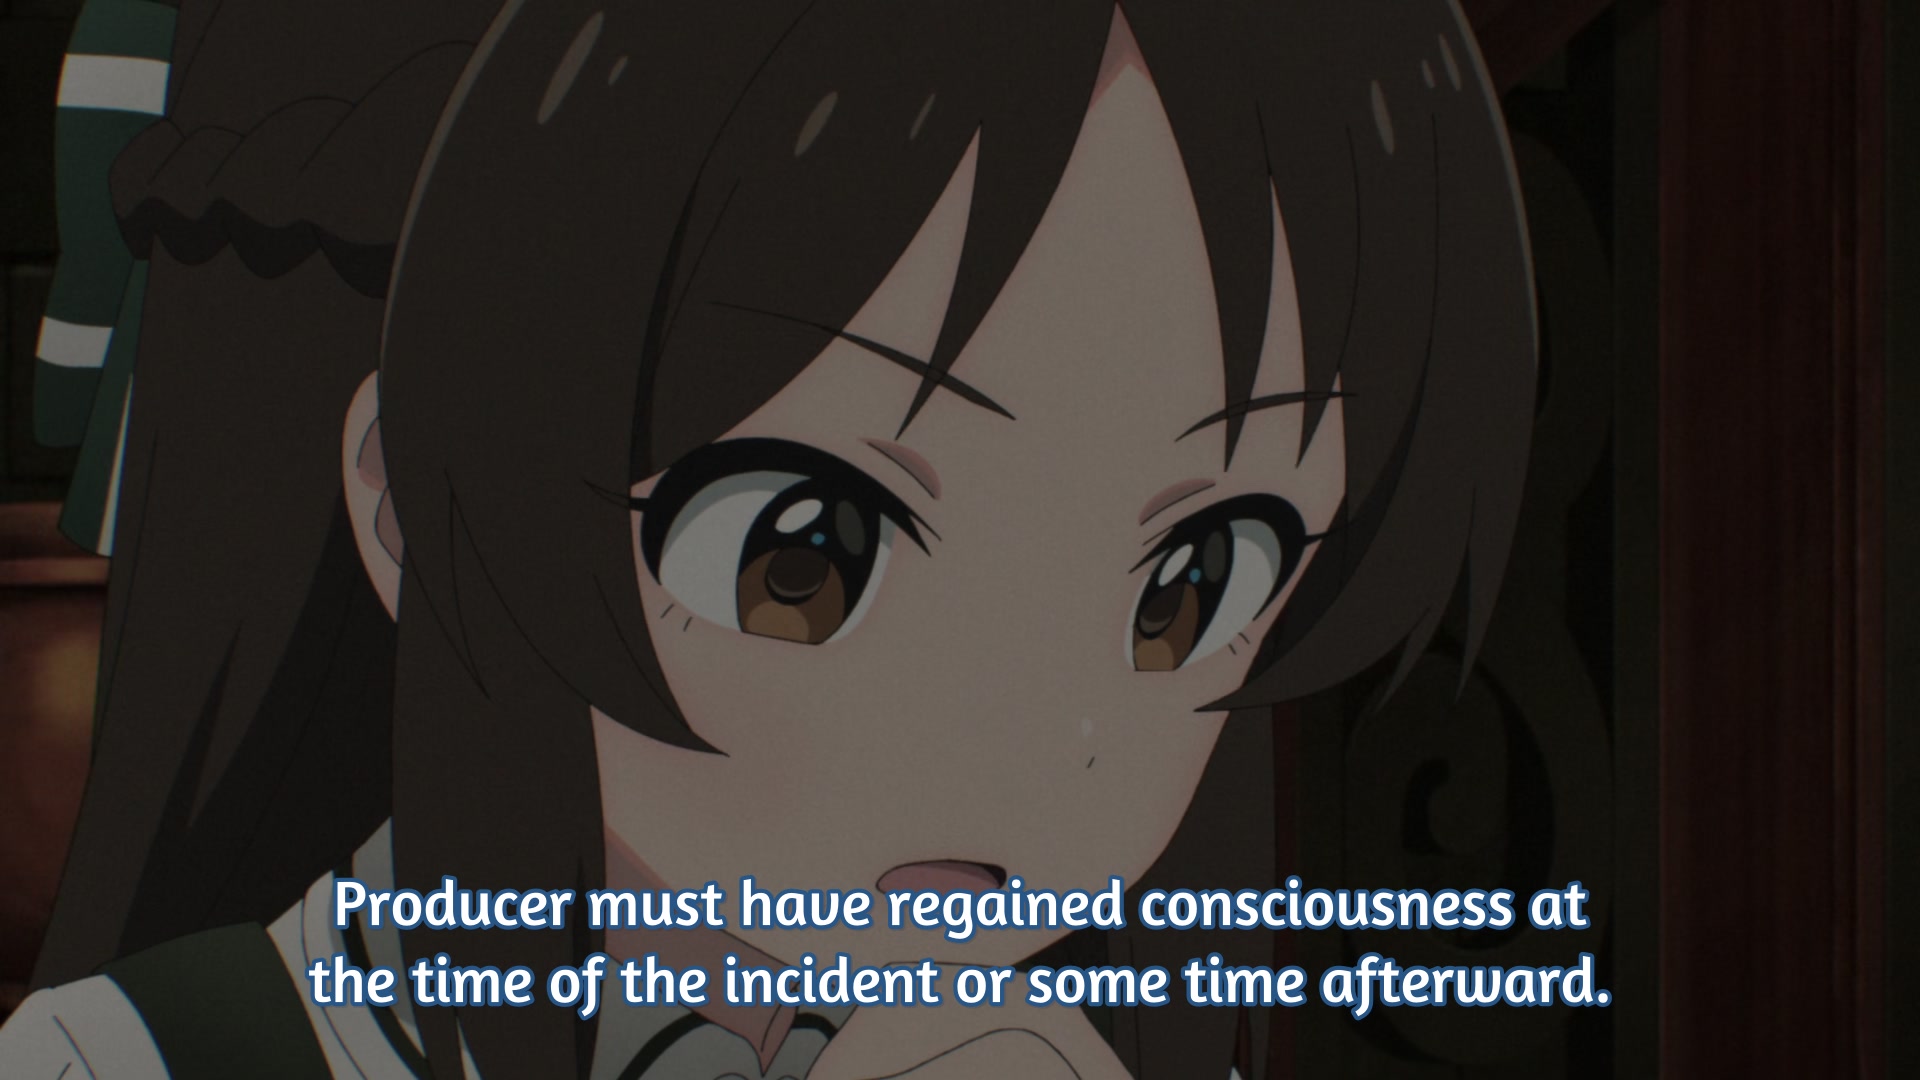 Producer must have regained consciousness at
the time of the incident or some time afterward.